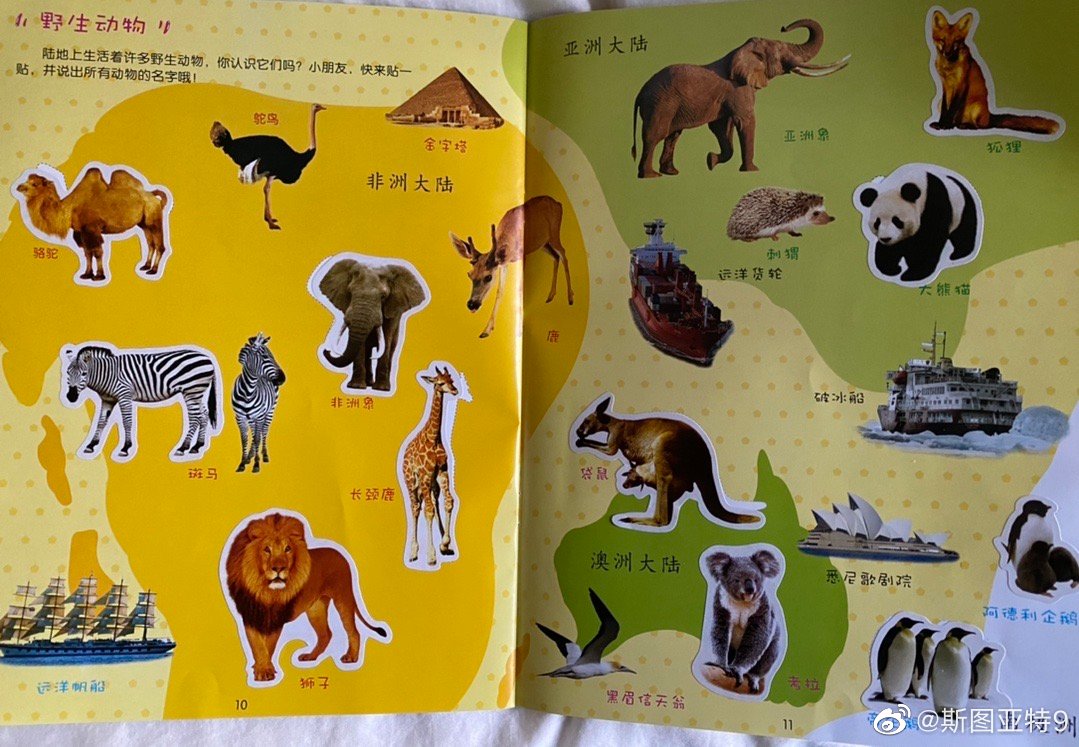 野生动物
陆地上生活着许多野生动物，你认识它们吗？小朋友，快来贴一
贴，并说出所有动物的名字哦！
鸵鸟
金字塔
非洲大陆
骆驼
鹿
非洲象
斑马
长颈鹿
狮子
远洋帆船
10
亚洲大陆
亚洲象
狐狸
刺猬
远洋货轮
大熊猫
破冰船
袋鼠
澳洲大陆
悉尼歌剧院
阿德利企鹅
黑眉信天翁
考拉
11
@斯图亚特9